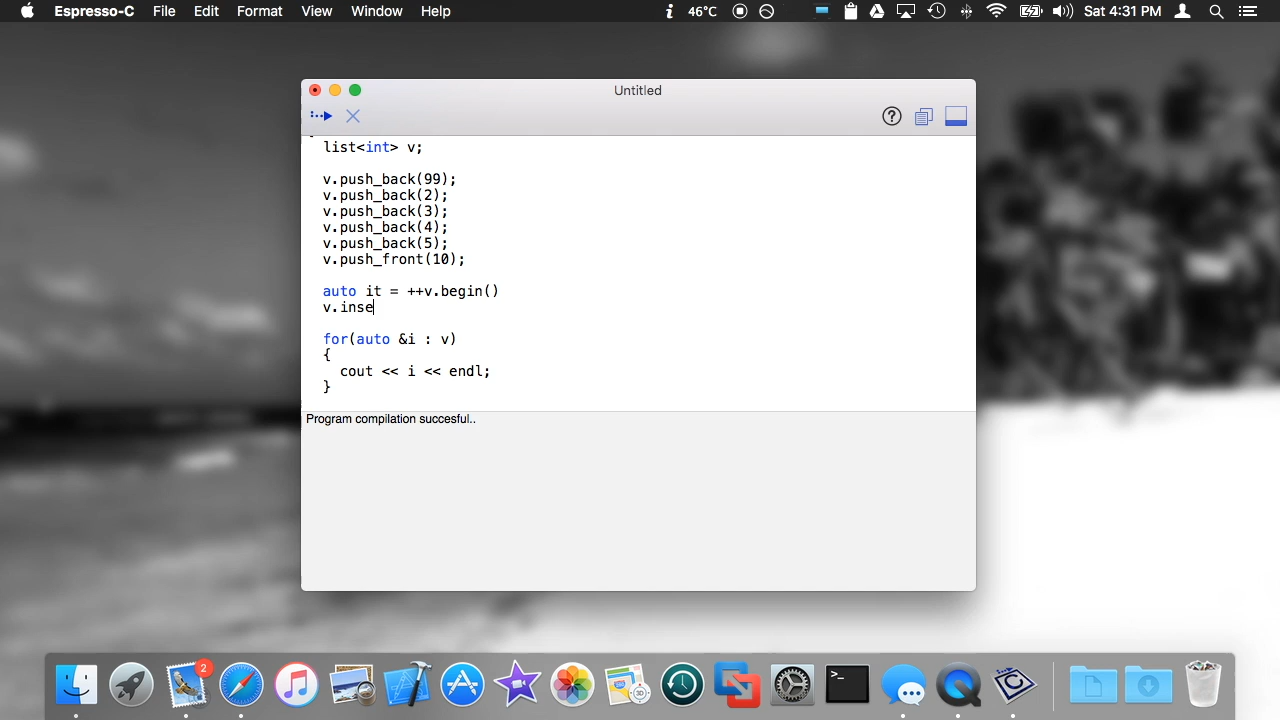 Espresso-C File Edit Format View Window Help 46°C Sat 4:31 PM
Untitled
list<int> v;
v.push_back(99);
v.push_back(2);
v.push_back(3);
v.push_back(4);
v.push_back(5);
v.push_front(10);
auto it = ++v.begin()
v.inse
for(auto &i : v)
{
cout << i << endl;
}
Program compilation succesful..
2